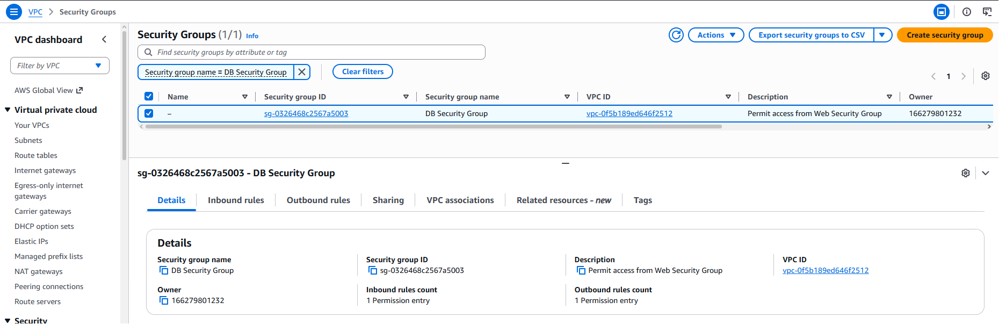 VPC > Security Groups
VPC dashboard
Filter by VPC
AWS Global View
Virtual private cloud
Your VPCs
Subnets
Route tables
Internet gateways
Egress-only internet
gateways
Carrier gateways
DHCP option sets
Elastic IPs
Managed prefix lists
NAT gateways
Peering connections
Route servers
Security
Security Groups (1/1) Info
Actions
Export security groups to CSV
Create security group
Find security groups by attribute or tag
Security group name = DB Security Group
Clear filters
1
Name Security group ID Security group name VPC ID Description Owner
– sg-0326468c2567a5003 DB Security Group vpc-0f5b189ed646f2512 Permit access from Web Security Group 166279801232
sg-0326468c2567a5003 - DB Security Group
Details Inbound rules Outbound rules Sharing VPC associations Related resources - new Tags
Details
Security group name
DB Security Group
Security group ID
sg-0326468c2567a5003
Description
Permit access from Web Security Group
VPC ID
vpc-0f5b189ed646f2512
Owner
166279801232
Inbound rules count
1 Permission entry
Outbound rules count
1 Permission entry